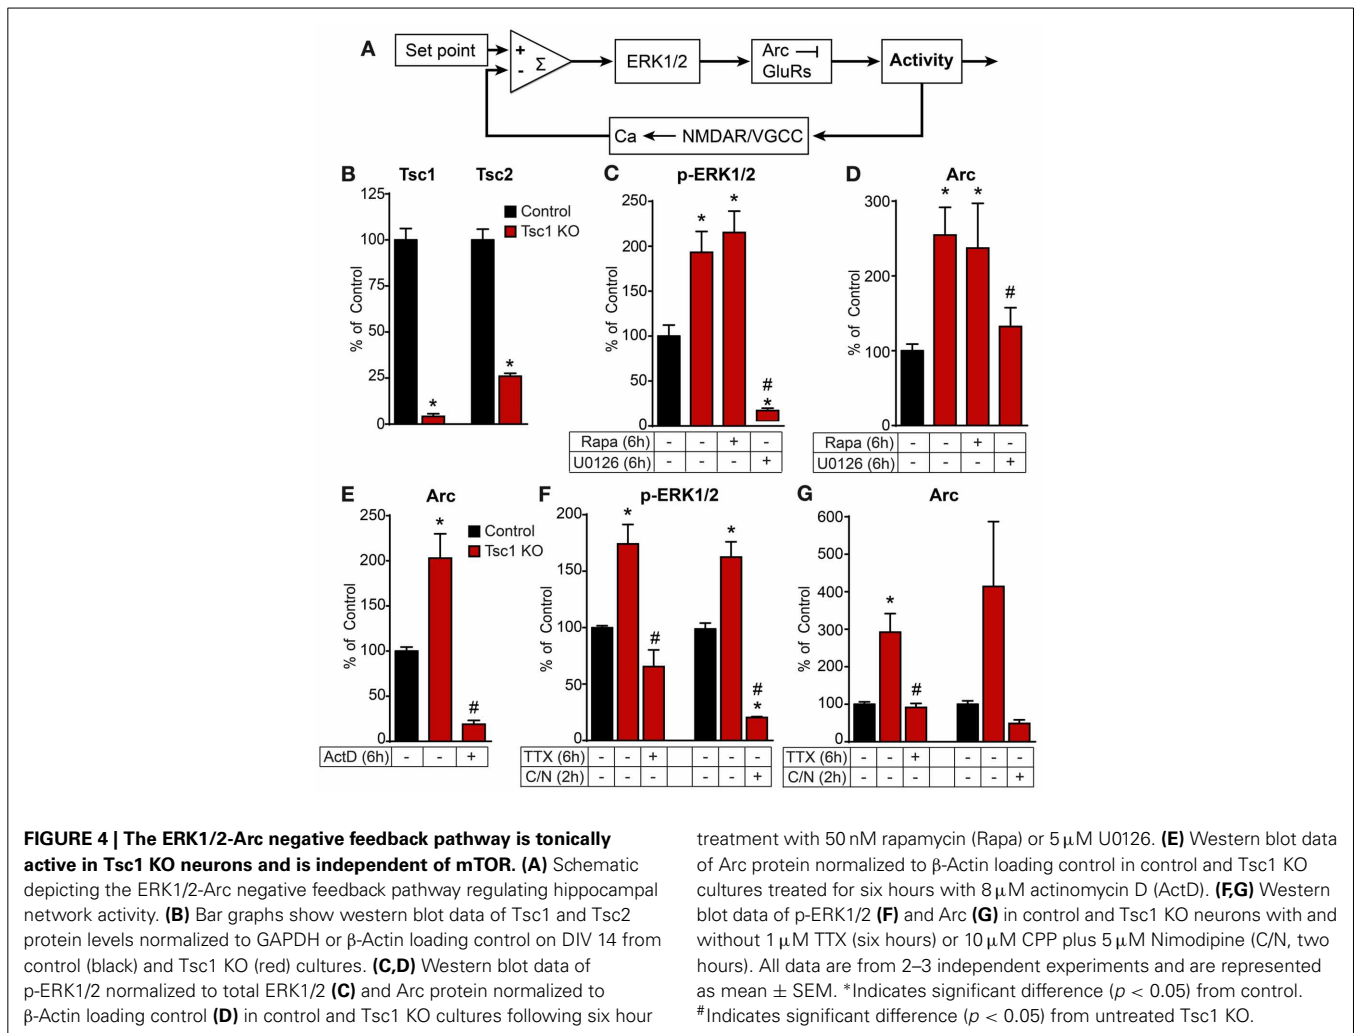 A
Set point
+
-
Σ
ERK1/2
Arc
GluRs
Activity
Ca
NMDAR/VGCC
B
Tsc1
Tsc2
% of Control
125
100
75
50
25
0
*
*
Control
Tsc1 KO
C
p-ERK1/2
% of Control
250
200
150
100
50
0
*
*
#
*
Rapa (6h) - - + -
U0126 (6h) - - - +
D
Arc
% of Control
300
200
100
0
*
*
#
Rapa (6h) - - + -
U0126 (6h) - - - +
E
Arc
% of Control
250
200
150
100
50
0
*
#
Control
Tsc1 KO
ActD (6h) - - +
F
p-ERK1/2
% of Control
200
150
100
50
0
*
#
*
#
*
TTX (6h) - - + - - -
C/N (2h) - - - - - +
G
Arc
% of Control
600
500
400
300
200
100
0
*
#
TTX (6h) - - + - - -
C/N (2h) - - - - - +
FIGURE 4 | The ERK1/2-Arc negative feedback pathway is tonically
active in Tsc1 KO neurons and is independent of mTOR. (A) Schematic
depicting the ERK1/2-Arc negative feedback pathway regulating hippocampal
network activity. (B) Bar graphs show western blot data of Tsc1 and Tsc2
protein levels normalized to GAPDH or β-Actin loading control on DIV 14 from
control (black) and Tsc1 KO (red) cultures. (C,D) Western blot data of
p-ERK1/2 normalized to total ERK1/2 (C) and Arc protein normalized to
β-Actin loading control (D) in control and Tsc1 KO cultures following six hour
treatment with 50 nM rapamycin (Rapa) or 5 μM U0126. (E) Western blot data
of Arc protein normalized to β-Actin loading control in control and Tsc1 KO
cultures treated for six hours with 8 μM actinomycin D (ActD). (F,G) Western
blot data of p-ERK1/2 (F) and Arc (G) in control and Tsc1 KO neurons with and
without 1 μM TTX (six hours) or 10 μM CPP plus 5 μM Nimodipine (C/N, two
hours). All data are from 2–3 independent experiments and are represented
as mean ± SEM. *Indicates significant difference (p < 0.05) from control.
#Indicates significant difference (p < 0.05) from untreated Tsc1 KO.